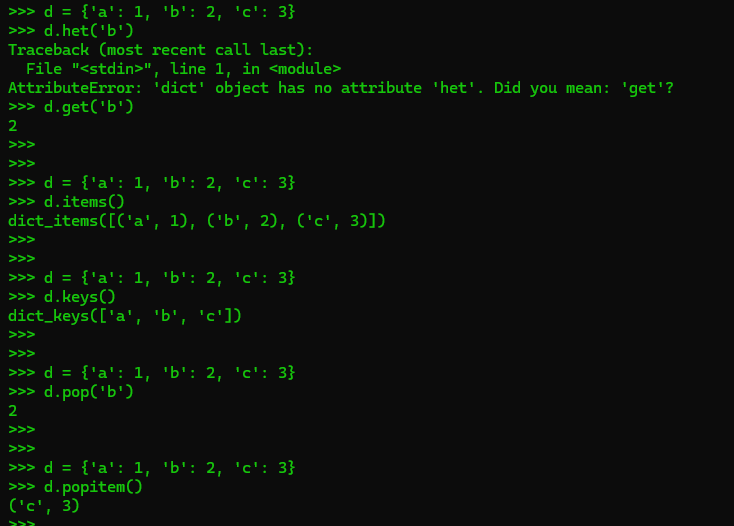 >>> d = {'a': 1, 'b': 2, 'c': 3}
>>> d.het('b')
Traceback (most recent call last):
  File "<stdin>", line 1, in <module>
AttributeError: 'dict' object has no attribute 'het'. Did you mean: 'get'?
>>> d.get('b')
2
>>>
>>>
>>> d = {'a': 1, 'b': 2, 'c': 3}
>>> d.items()
dict_items([('a', 1), ('b', 2), ('c', 3)])
>>>
>>>
>>> d = {'a': 1, 'b': 2, 'c': 3}
>>> d.keys()
dict_keys(['a', 'b', 'c'])
>>>
>>>
>>> d = {'a': 1, 'b': 2, 'c': 3}
>>> d.pop('b')
2
>>>
>>>
>>> d = {'a': 1, 'b': 2, 'c': 3}
>>> d.popitem()
('c', 3)
>>>